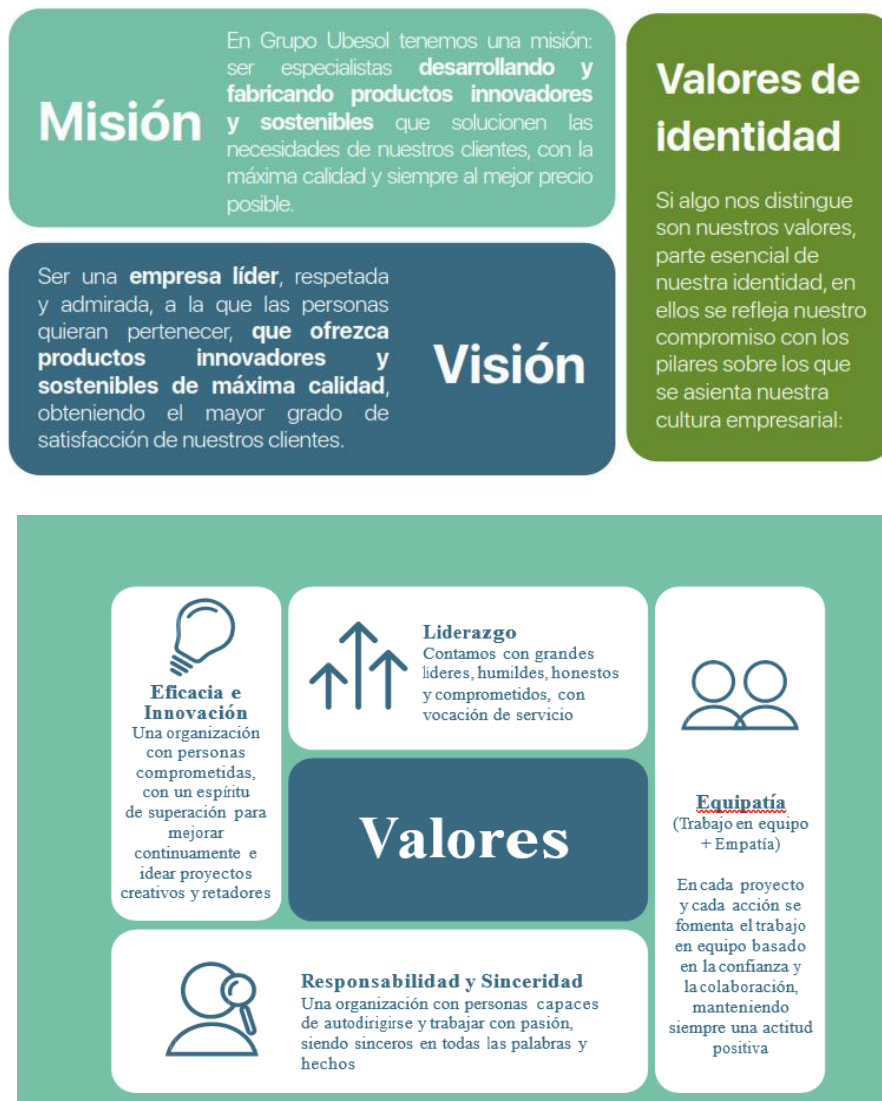 Misión
En Grupo Ubesol tenemos una misión:
ser especialistas desarrollando y
fabricando productos innovadores
y sostenibles que solucionen las
necesidades de nuestros clientes, con la
máxima calidad y siempre al mejor precio
posible.
Ser una empresa líder, respetada
y admirada, a la que las personas
quieran pertenecer, que ofrezca
productos innovadores y
sostenibles de máxima calidad,
obteniendo el mayor grado de
satisfacción de nuestros clientes.
Visión
Valores de
identidad
Si algo nos distingue
son nuestros valores,
parte esencial de
nuestra identidad, en
ellos se refleja nuestro
compromiso con los
pilares sobre los que
se asienta nuestra
cultura empresarial:
Eficacia e
Innovación
Una organización
con personas
comprometidas,
con un espíritu
de superación para
mejorar
continuamente e
idear proyectos
creativos y retadores
Liderazgo
Contamos con grandes
líderes, humildes, honestos
y comprometidos, con
vocación de servicio
Valores
Equipatía
(Trabajo en equipo
+ Empatía)
En cada proyecto
y cada acción se
fomenta el trabajo
en equipo basado
en la confianza y
la colaboración,
manteniendo
siempre una actitud
positiva
Responsabilidad y Sinceridad
Una organización con personas capaces
de autodirigirse y trabajar con pasión,
siendo sinceros en todas las palabras y
hechos